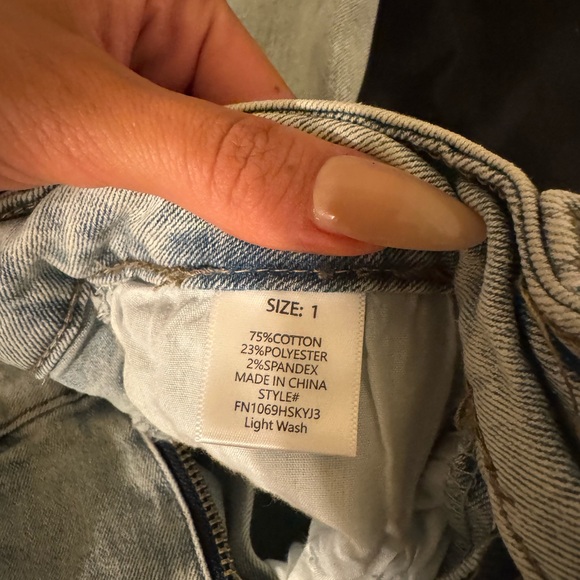 SIZE: 1
75%COTTON
23%POLYESTER
2%SPANDEX
MADE IN CHINA
STYLE#
FN1069HSKYJ3
Light Wash